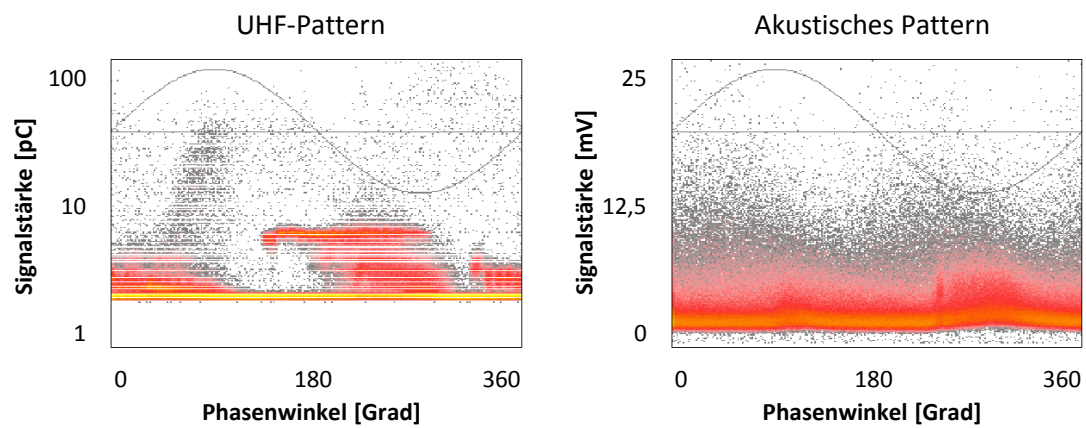 UHF-Pattern
Signalstärke [pC]
100
10
1
0
180
360
Phasenwinkel [Grad]
Akustisches Pattern
Signalstärke [mV]
25
12,5
0
0
180
360
Phasenwinkel [Grad]